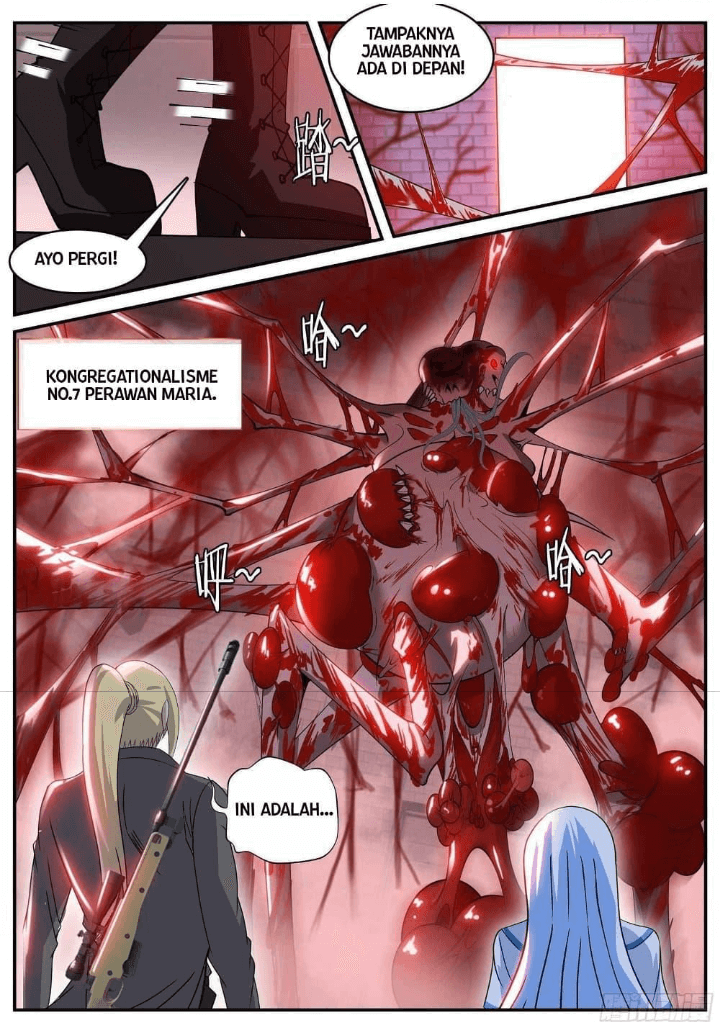 TAMPAKNYA
JAWABANNYA
ADA DI DEPAN!
踏~
AYO PERGI!
哈~
KONGREGATIONALISME
NO.7 PERAWAN MARIA.
呼~
哈~
INI ADALAH...